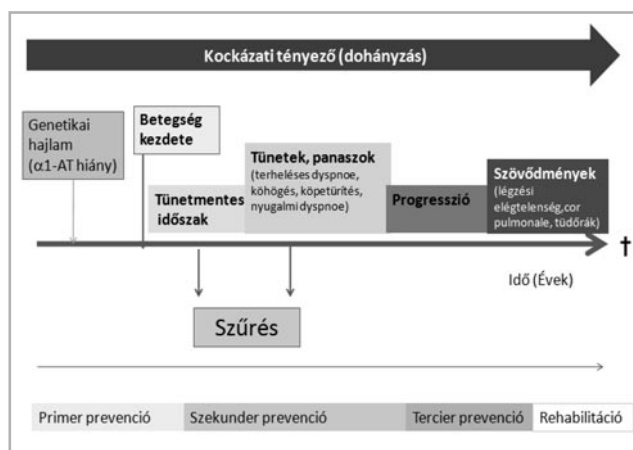 Kockázati tényező (dohányzás)
Genetikai
hajlam
(α1-AT hiány)
Betegség
kezdete
Tünetmentes
időszak
Tünetek, panaszok
(terheléses dyspnoe,
köhögés, köpetürítés,
nyugalmi dyspnoe)
Progresszió
Szövődmények
(légzési
elégtelenség,cor
pulmonale, tüdőrák)
†
Idő (Évek)
Szűrés
Primer prevenció
Szekunder prevenció
Tercier prevenció
Rehabilitáció